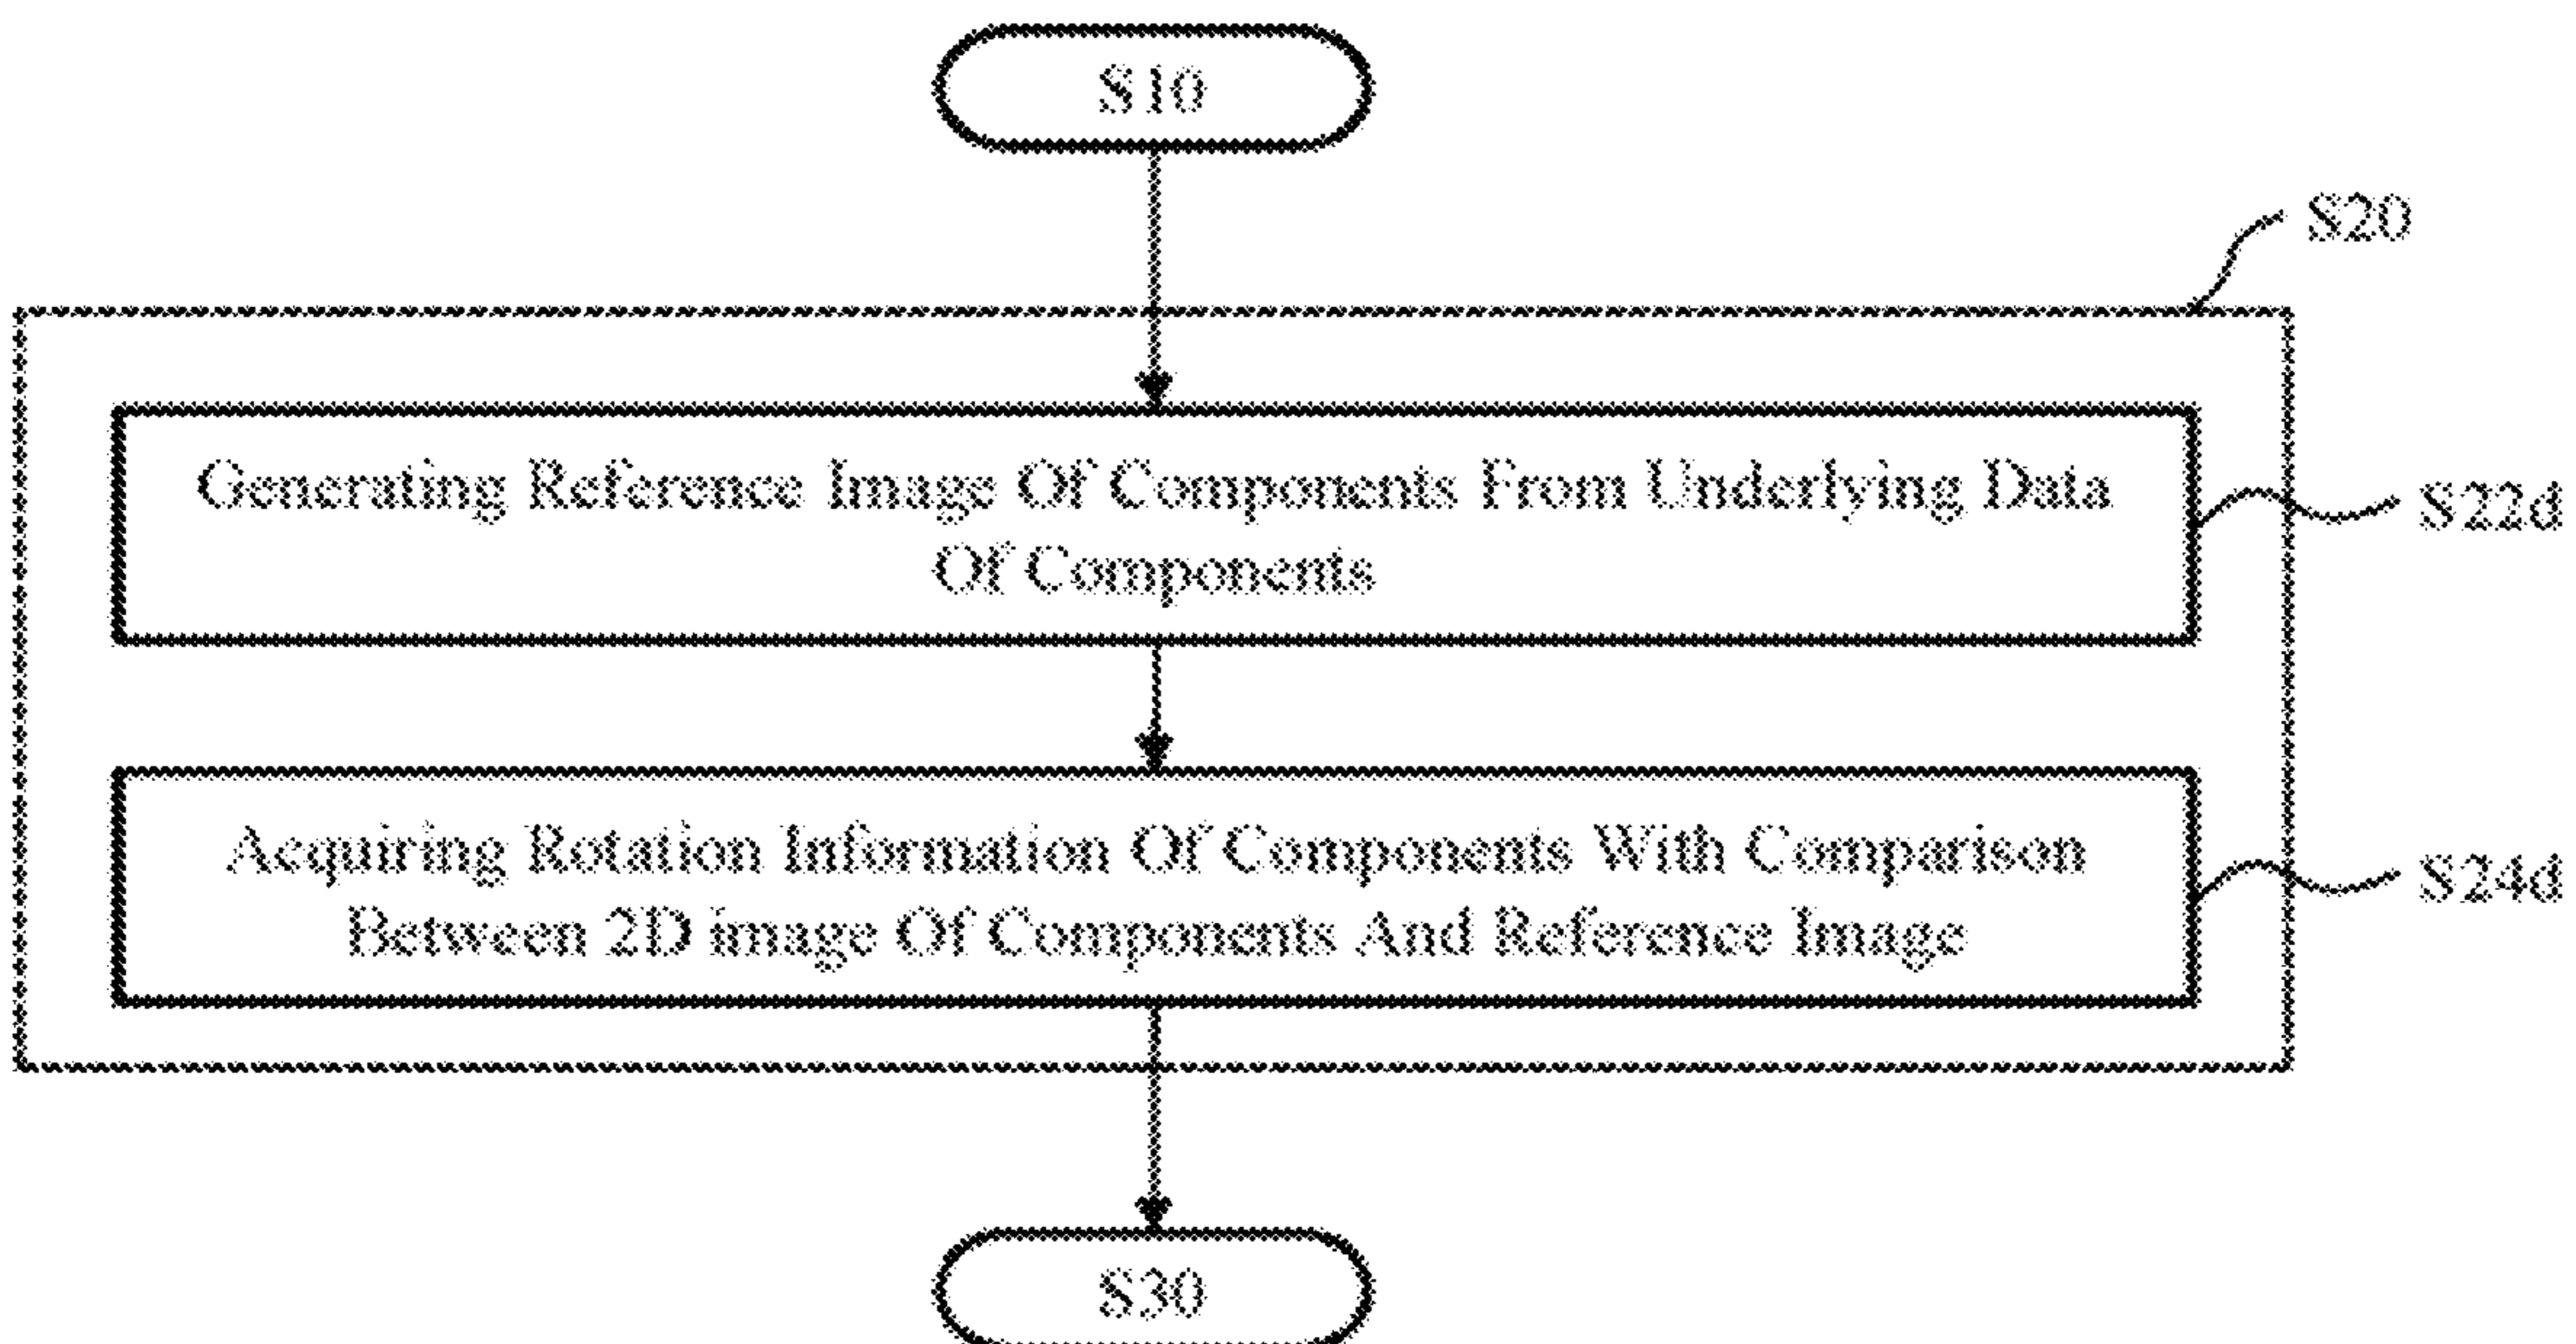 S10
S20
Generating Reference Image Of Components From Underlying Data
Of Components
S22d
Acquiring Rotation Information Of Components With Comparison
Between 2D image Of Components And Reference Image
S24d
S30